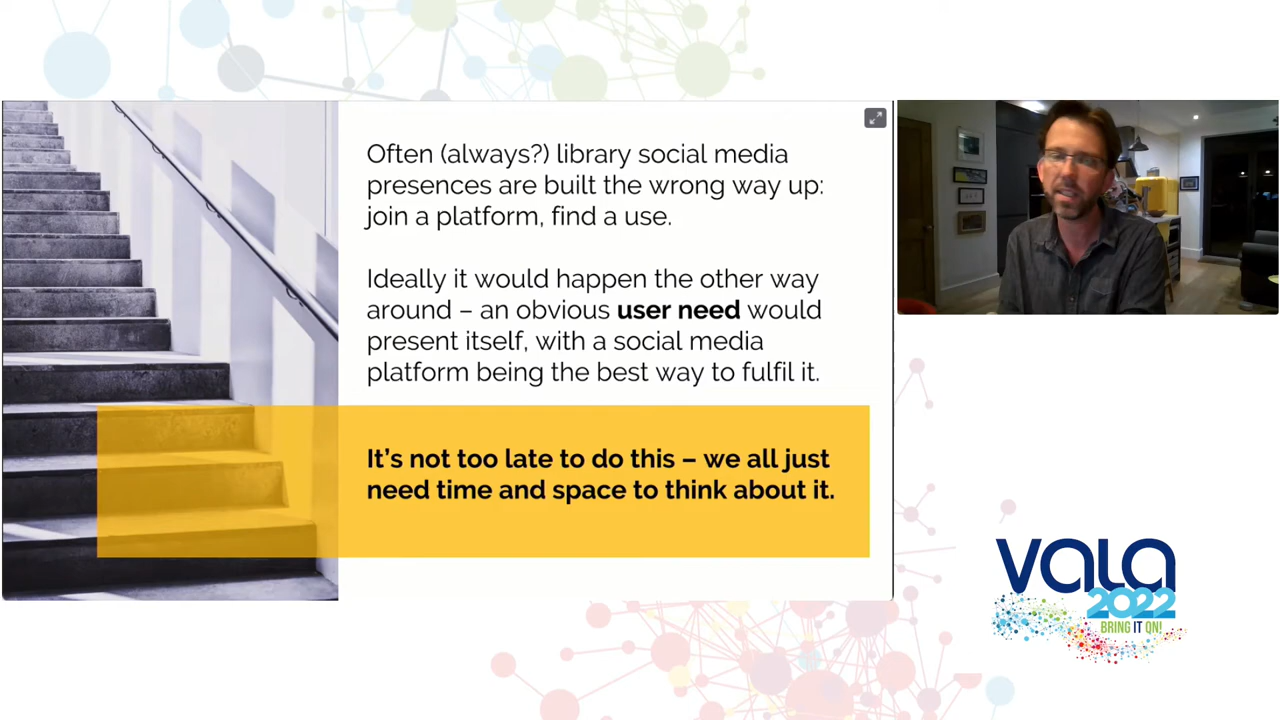 Often (always?) library social media
presences are built the wrong way up:
join a platform, find a use.
Ideally it would happen the other way
around – an obvious user need would
present itself, with a social media
platform being the best way to fulfil it.
It's not too late to do this – we all just
need time and space to think about it.
VALA
2022
BRING IT ON!